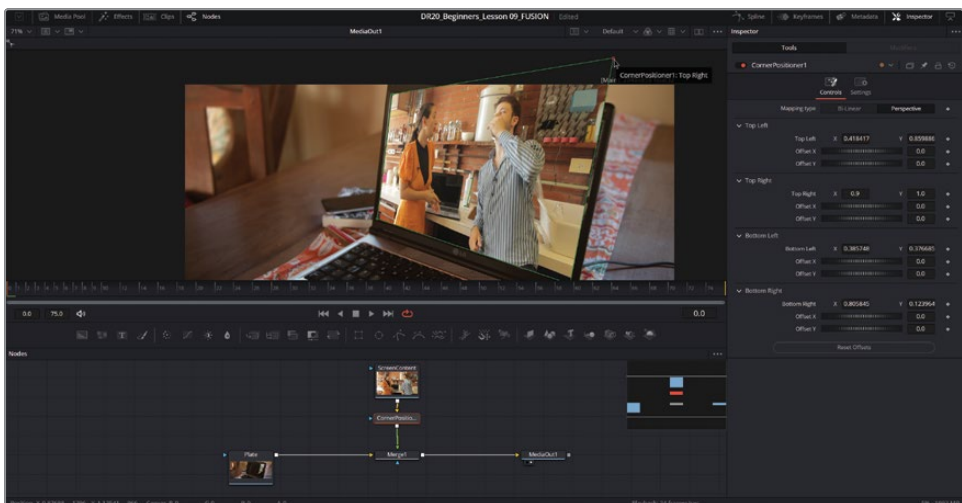 Media Pool Effects Clips Nodes DR20_Beginners_Lesson 09_FUSION Edited Spline Keyframes Metadata Inspector
71% MediaOut1 Default Inspector
Tools Modifiers
CornerPositioner1
CornerPositioner1: Top Right
Controls Settings
Mapping type Bi-Linear Perspective
Top Left
Top Left X 0.418417 Y 0.859886
Offset X 0.0
Offset Y 0.0
Top Right
Top Right X 0.9 Y 1.0
Offset X 0.0
Offset Y 0.0
Bottom Left
Bottom Left X 0.385748 Y 0.376685
Offset X 0.0
Offset Y 0.0
Bottom Right
Bottom Right X 0.805845 Y 0.123964
Offset X 0.0
Offset Y 0.0
Reset Offsets
LG
0.0 75.0 0.0
Nodes
ScreenContent
CornerPositio...
Plate Merge1 MediaOut1